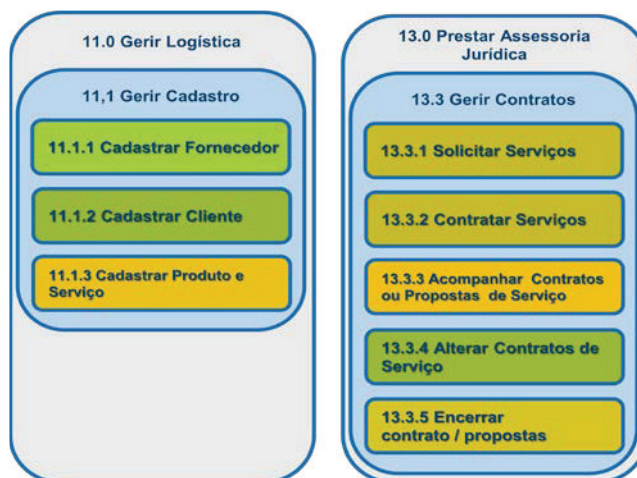 11.0 Gerir Logística
11,1 Gerir Cadastro
11.1.1 Cadastrar Fornecedor
11.1.2 Cadastrar Cliente
11.1.3 Cadastrar Produto e
Serviço
13.0 Prestar Assessoria
Jurídica
13.3 Gerir Contratos
13.3.1 Solicitar Serviços
13.3.2 Contratar Serviços
13.3.3 Acompanhar Contratos
ou Propostas de Serviço
13.3.4 Alterar Contratos de
Serviço
13.3.5 Encerrar
contrato / propostas